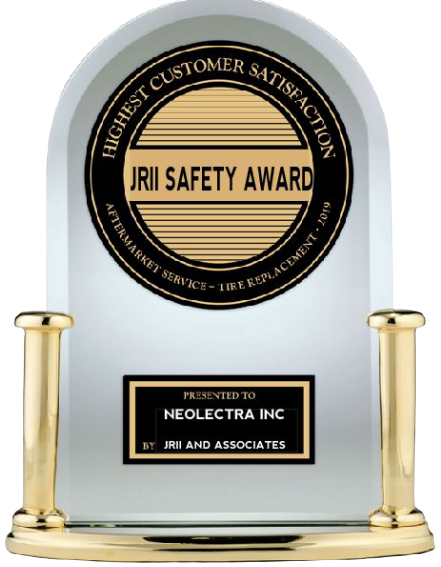 HIGHEST CUSTOMER SATISFACTION
JRII SAFETY AWARD
AFTERMARKET SERVICE – TIRE REPLACEMENT · 2019
PRESENTED TO
NEOLECTRA INC
BY JRII AND ASSOCIATES